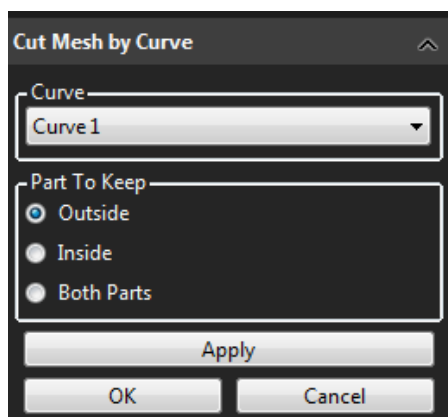 Cut Mesh by Curve
Curve
Curve 1
Part To Keep
Outside
Inside
Both Parts
Apply
OK Cancel